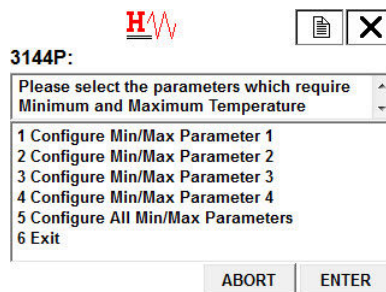 H
3144P:
Please select the parameters which require
Minimum and Maximum Temperature
1 Configure Min/Max Parameter 1
2 Configure Min/Max Parameter 2
3 Configure Min/Max Parameter 3
4 Configure Min/Max Parameter 4
5 Configure All Min/Max Parameters
6 Exit
ABORT ENTER